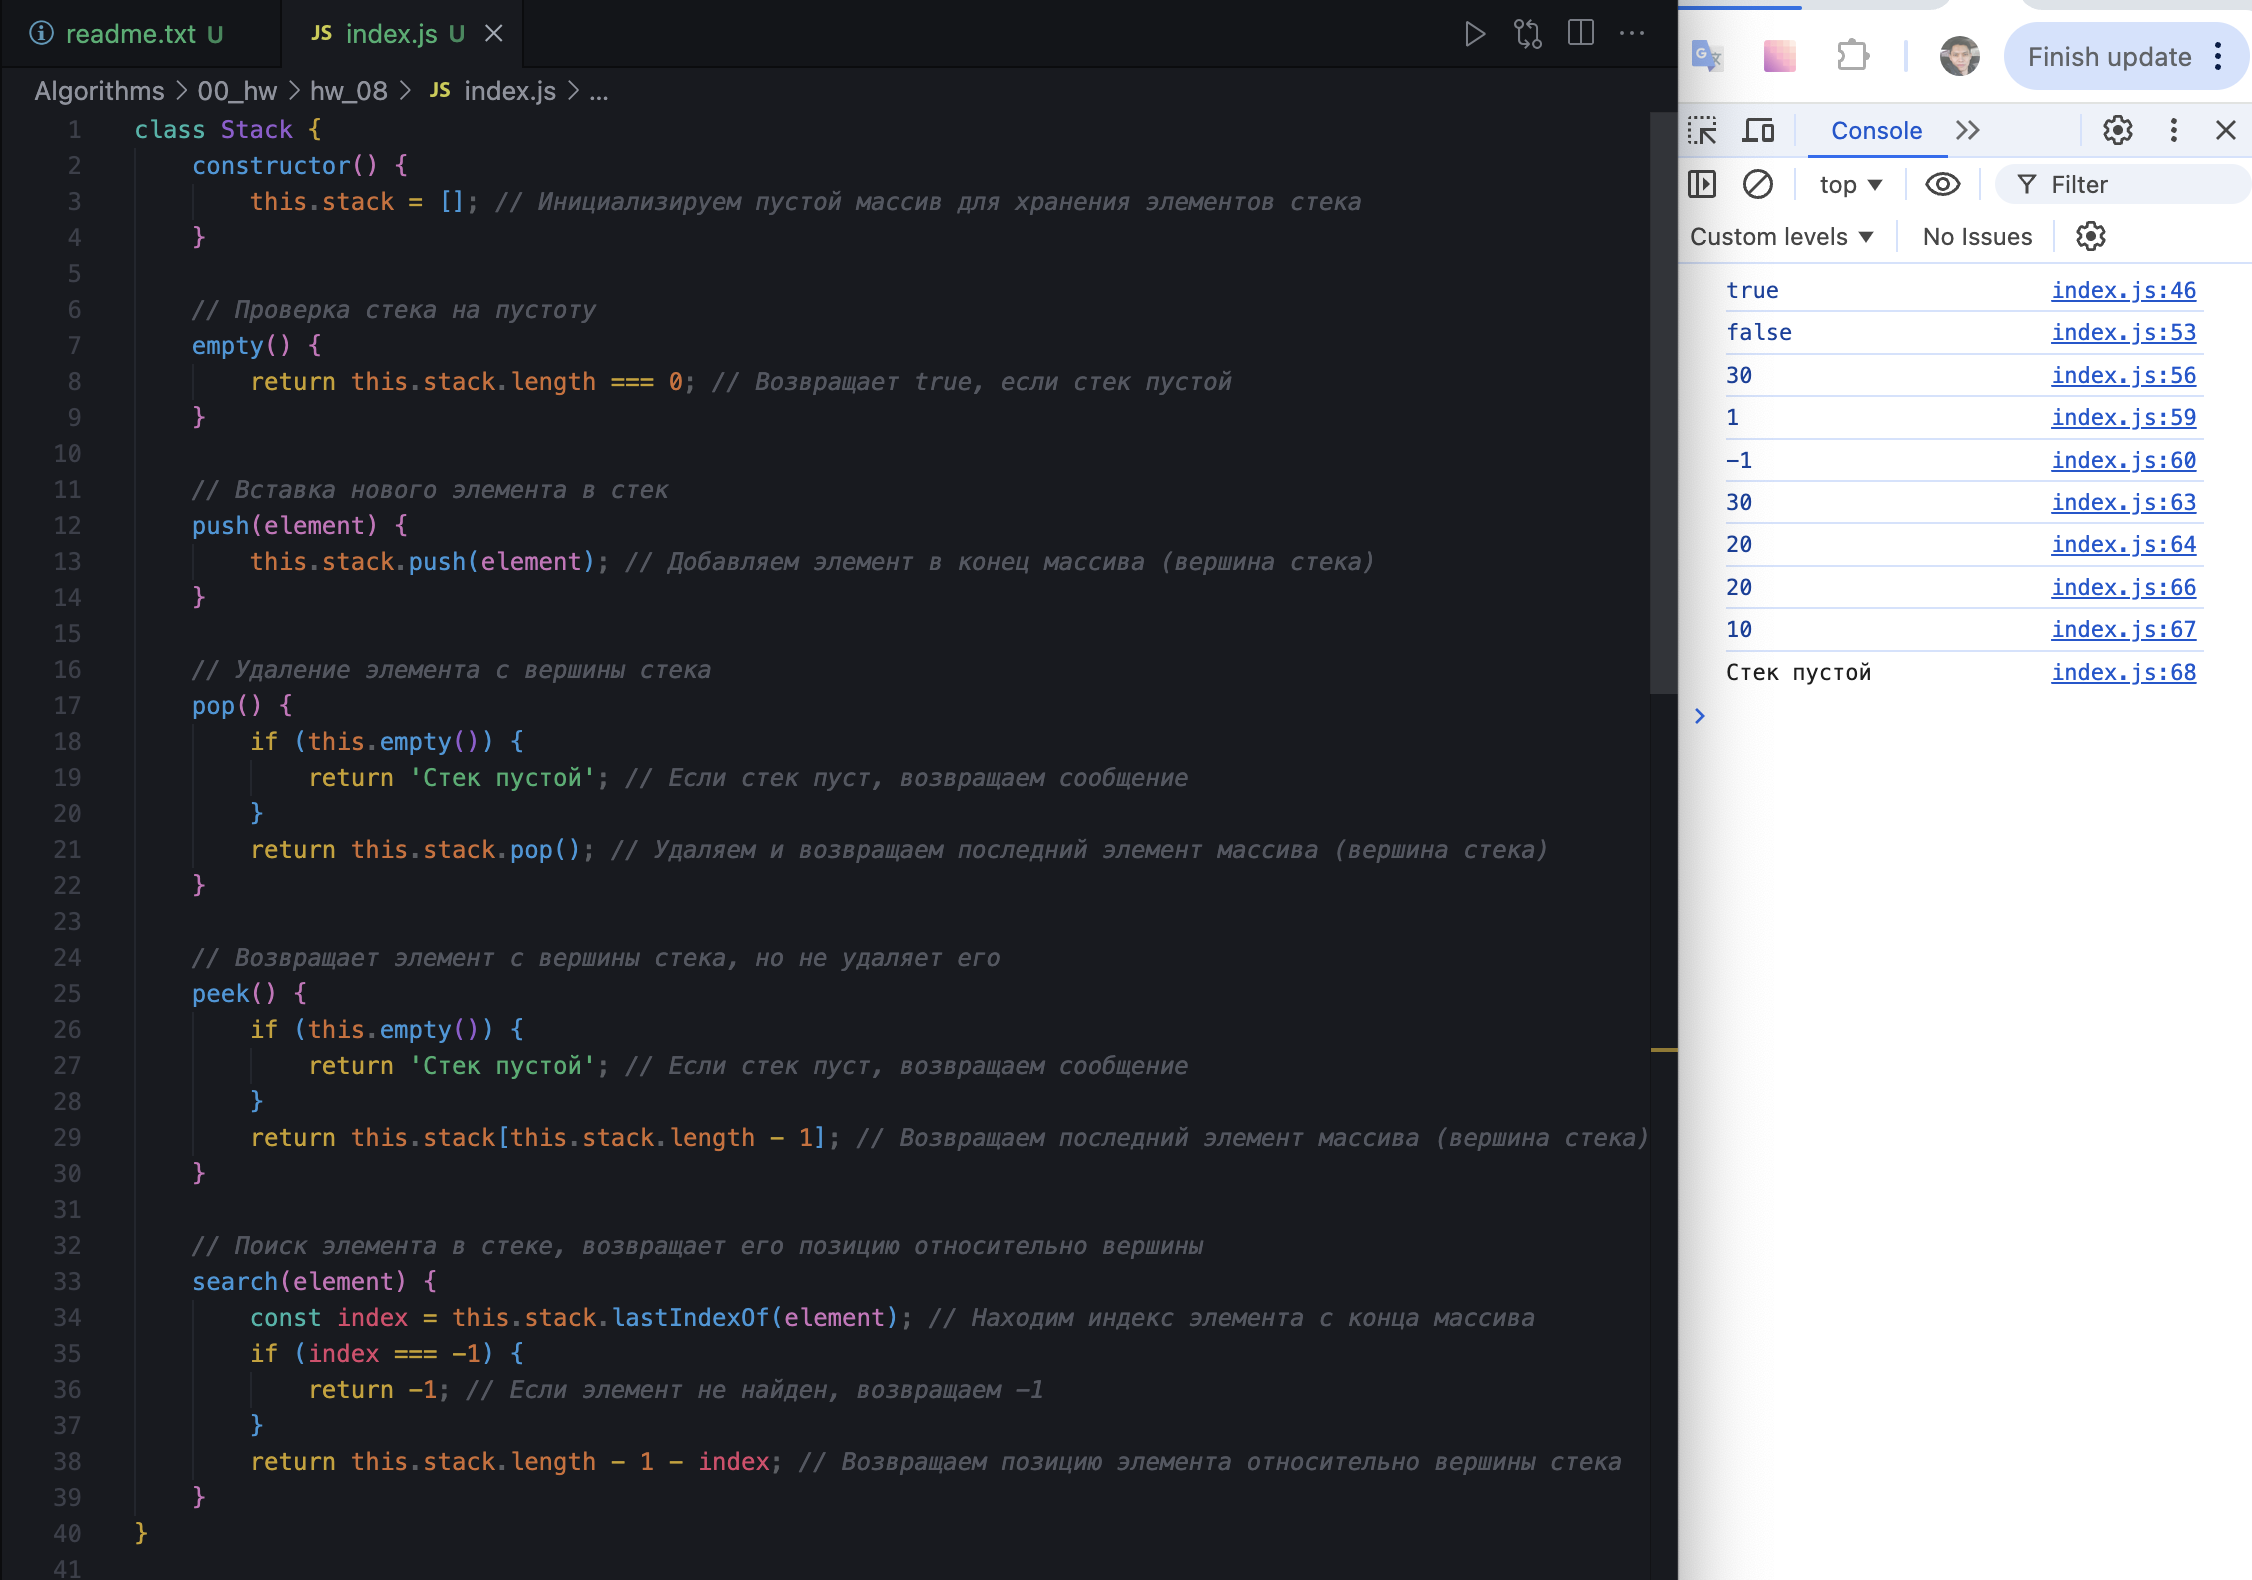 readme.txt U
JS index.js U
Algorithms > 00_hw > hw_08 > JS index.js > ...
1 class Stack {
2 constructor() {
3 this.stack = []; // Инициализируем пустой массив для хранения элементов стека
4 }
5
6 // Проверка стека на пустоту
7 empty() {
8 return this.stack.length === 0; // Возвращает true, если стек пустой
9 }
10
11 // Вставка нового элемента в стек
12 push(element) {
13 this.stack.push(element); // Добавляем элемент в конец массива (вершина стека)
14 }
15
16 // Удаление элемента с вершины стека
17 pop() {
18 if (this.empty()) {
19 return 'Стек пустой'; // Если стек пуст, возвращаем сообщение
20 }
21 return this.stack.pop(); // Удаляем и возвращаем последний элемент массива (вершина стека)
22 }
23
24 // Возвращает элемент с вершины стека, но не удаляет его
25 peek() {
26 if (this.empty()) {
27 return 'Стек пустой'; // Если стек пуст, возвращаем сообщение
28 }
29 return this.stack[this.stack.length - 1]; // Возвращаем последний элемент массива (вершина стека)
30 }
31
32 // Поиск элемента в стеке, возвращает его позицию относительно вершины
33 search(element) {
34 const index = this.stack.lastIndexOf(element); // Находим индекс элемента с конца массива
35 if (index === -1) {
36 return -1; // Если элемент не найден, возвращаем -1
37 }
38 return this.stack.length - 1 - index; // Возвращаем позицию элемента относительно вершины стека
39 }
40 }
41
Finish update
Console
top
Filter
Custom levels
No Issues
true index.js:46
false index.js:53
30 index.js:56
1 index.js:59
-1 index.js:60
30 index.js:63
20 index.js:64
20 index.js:66
10 index.js:67
Стек пустой index.js:68